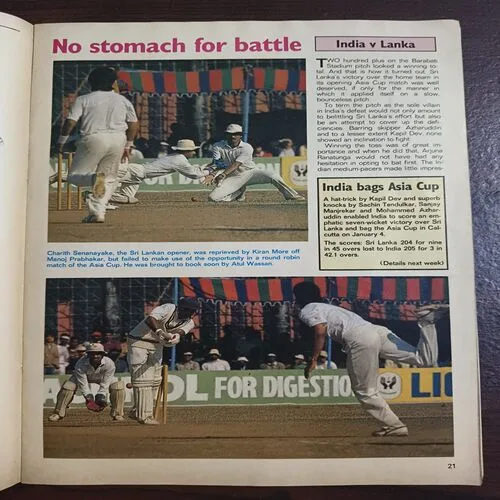 No stomach for battle
India v Lanka
TWO hundred plus on the Barabati
Stadium pitch looked a winning to-
tal. And that is how it turned out. Sri
Lanka's victory over the home team in
its opening Asia Cup match was well
deserved, if only for the manner in
which it applied itself on a slow,
bounceless pitch.
To term the pitch as the sole villain
in India's defeat would not only amount
to belittling Sri Lanka's effort but also
be an attempt to cover up the defi-
ciencies. Barring skipper Azharuddin
and to a lesser extent Kapil Dev, none
showed an inclination to fight.
Winning the toss was of great im-
portance and when he did that, Arjuna
Ranatunga would not have had any
hesitation in opting to bat first. The In-
dian medium-pacers made little impres-
India bags Asia Cup
A hat-trick by Kapil Dev and superb
knocks by Sachin Tendulkar, Sanjay
Manjrekar and Mohammed Azhar-
uddin enabled India to score an em-
phatic seven-wicket victory over Sri
Lanka and bag the Asia Cup in Cal-
cutta on January 4.
The scores: Sri Lanka 204 for nine
in 45 overs lost to India 205 for 3 in
42.1 overs.
(Details next week)
Charith Senanayake, the Sri Lankan opener, was reprieved by Kiran More off
Manoj Prabhakar, but failed to make use of the opportunity in a round robin
match of the Asia Cup. He was brought to book soon by Atul Wassan.
OL FOR DIGESTIO
LIC
21